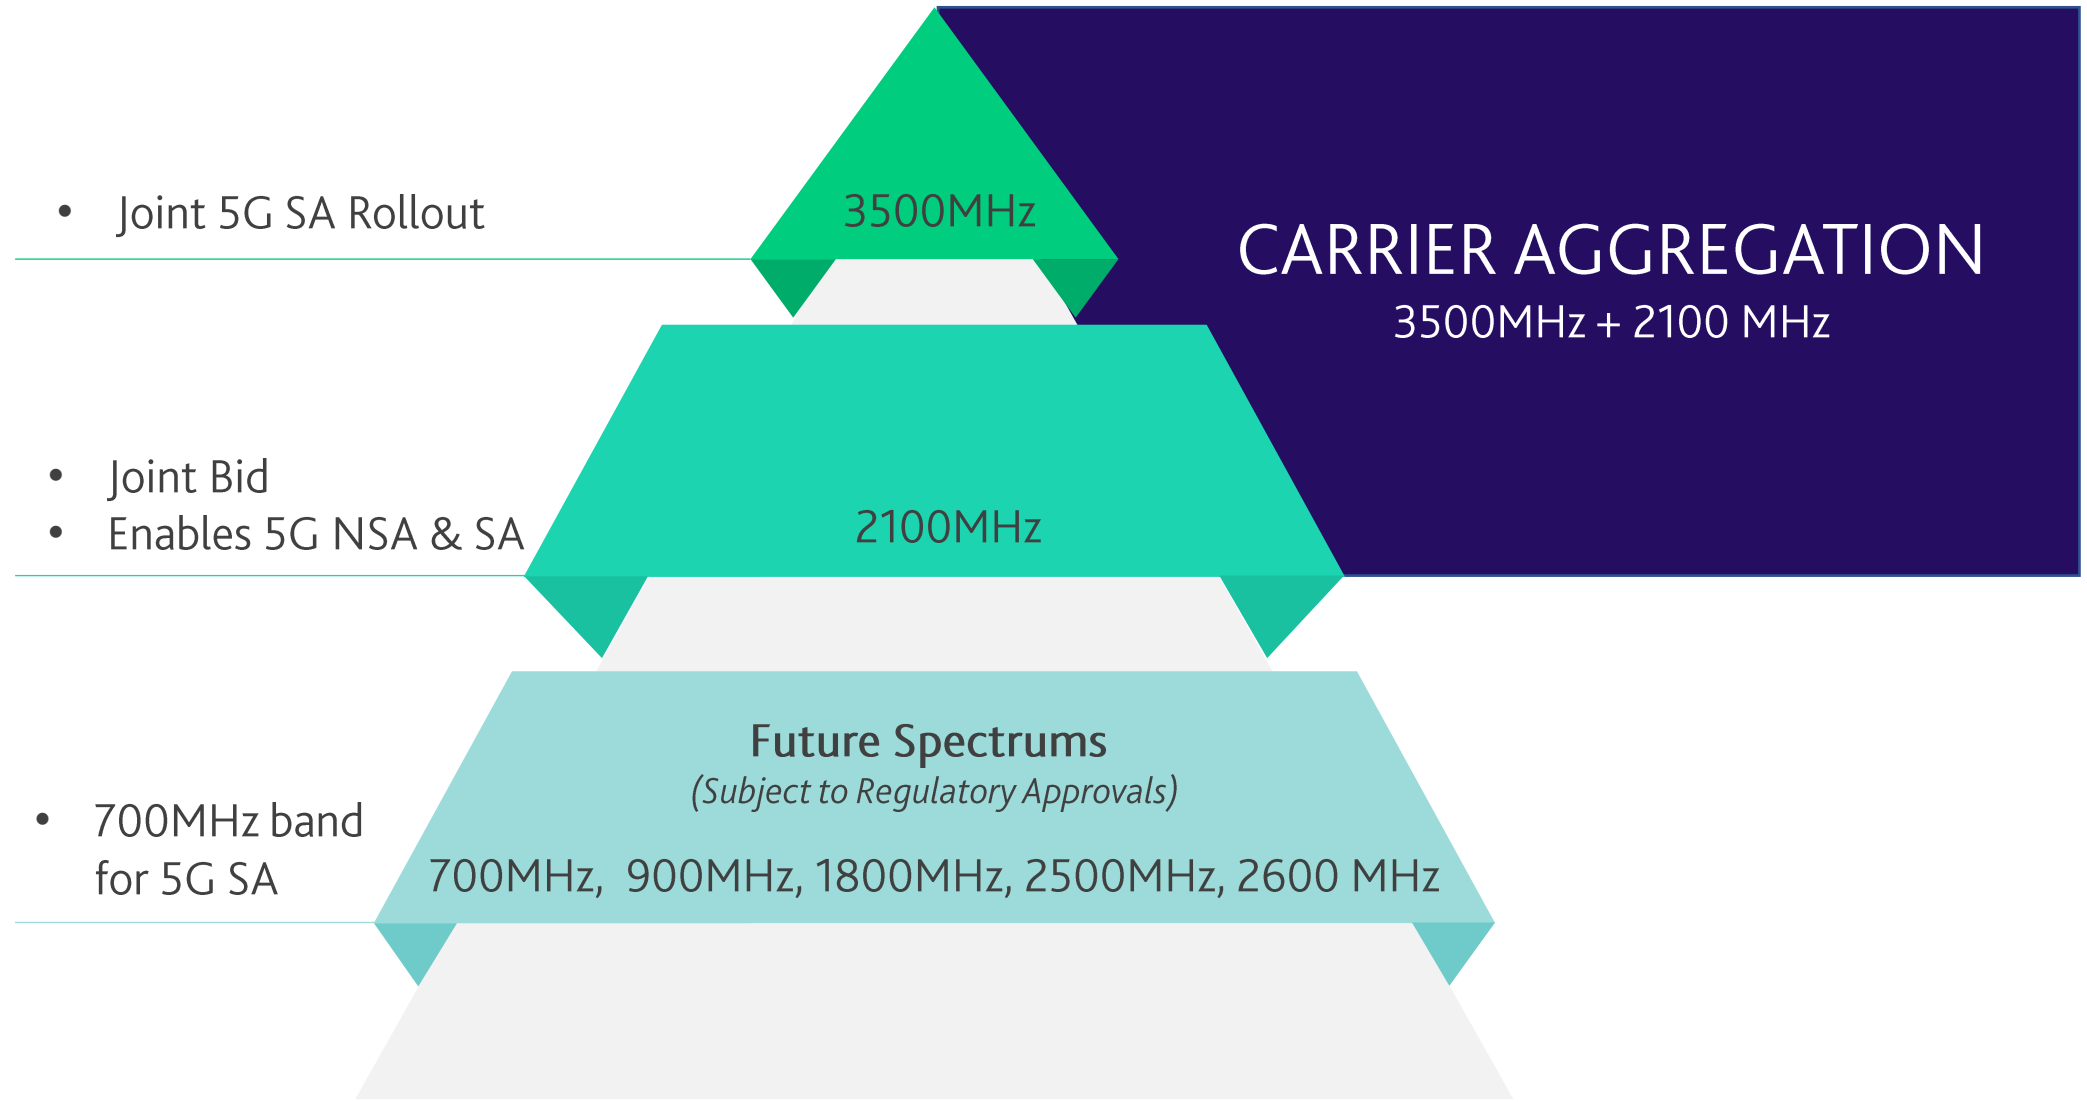 • Joint 5G SA Rollout
3500MHz
CARRIER AGGREGATION
3500MHz + 2100 MHz
• Joint Bid
• Enables 5G NSA & SA
2100MHz
Future Spectrums
(Subject to Regulatory Approvals)
• 700MHz band
for 5G SA
700MHz, 900MHz, 1800MHz, 2500MHz, 2600 MHz